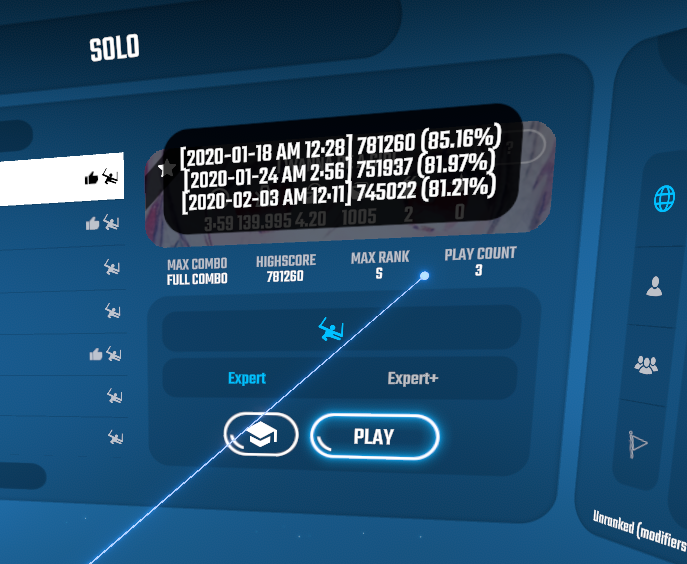 SOLO
[2020-01-18 AM 12:28] 781260 (85.16%)
[2020-01-24 AM 2:56] 751937 (81.97%)
[2020-02-03 AM 12:11] 745022 (81.21%)
?
3:59 139.995 4.20 1005 2 0
MAX COMBO HIGHSCORE MAX RANK PLAY COUNT
FULL COMBO 781260 S 3
Expert Expert+
PLAY
Unranked (modifiers